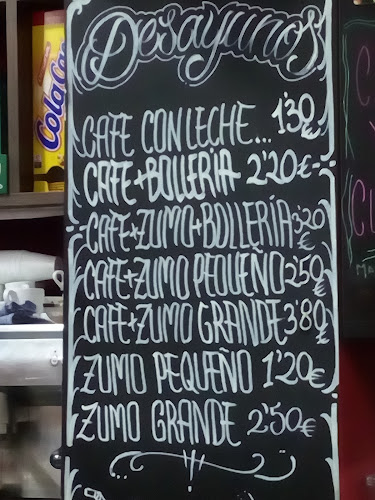 Desayunos
CAFE CON LECHE... 1'30€
CAFE+BOLLERIA 2'20€
CAFE+ZUMO+BOLLERÍA 3'20€
CAFE+ZUMO PEQUEÑO 2'50€
CAFE+ZUMO GRANDE 3'80€
ZUMO PEQUEÑO 1'20€
ZUMO GRANDE 2'50€
ColaCao